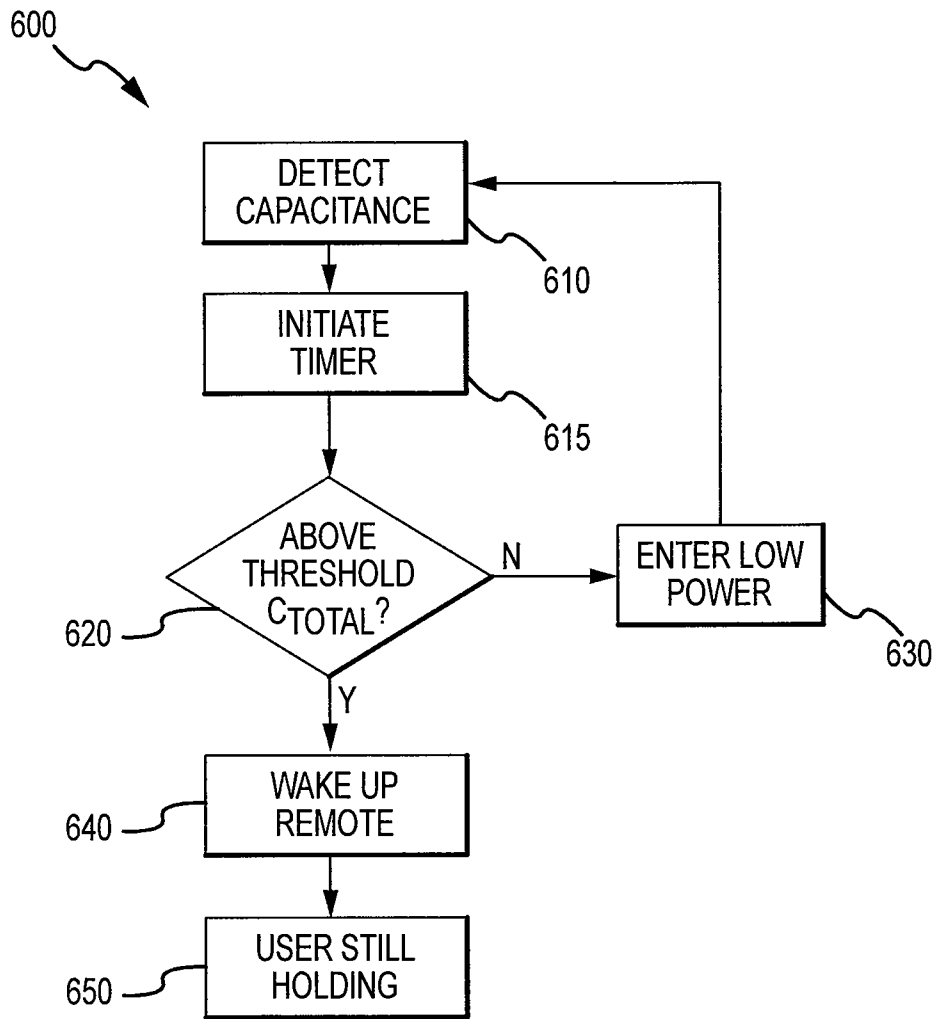 600
DETECT
CAPACITANCE
610
INITIATE
TIMER
615
ABOVE
THRESHOLD
CTOTAL?
620
N
ENTER LOW
POWER
630
Y
WAKE UP
REMOTE
640
USER STILL
HOLDING
650